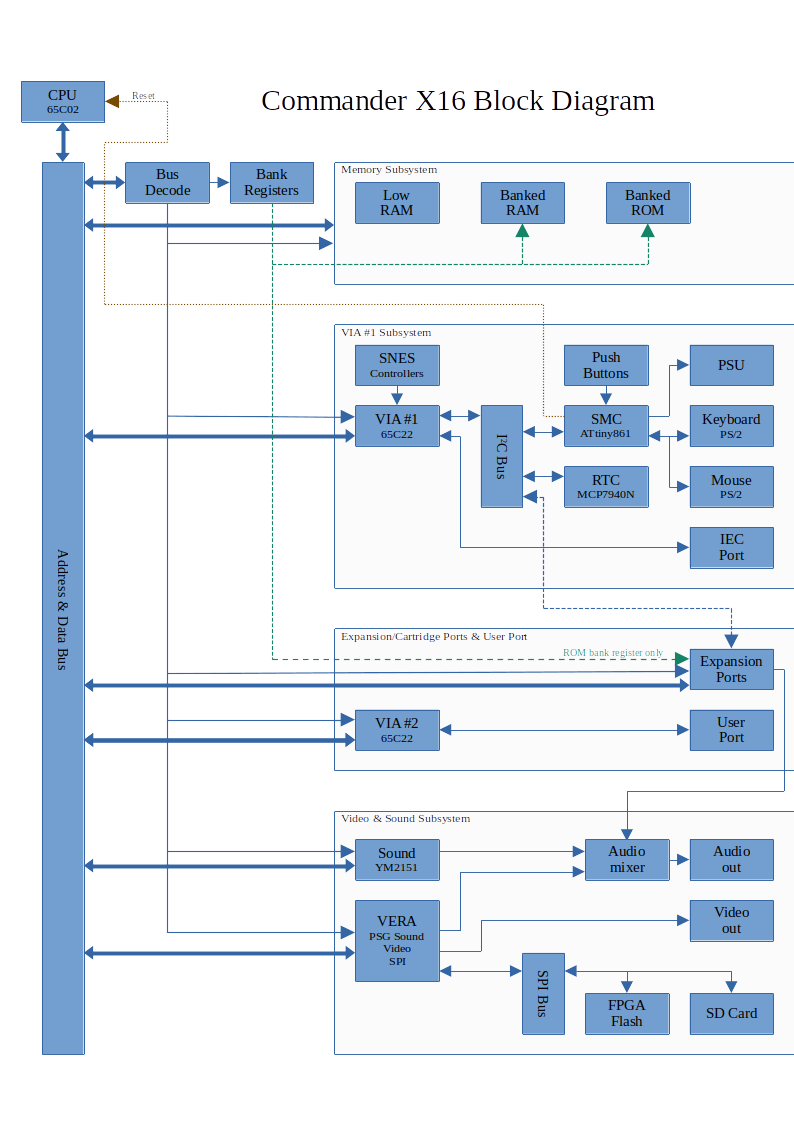 Commander X16 Block Diagram
CPU
65C02
Reset
Bus
Decode
Bank
Registers
Memory Subsystem
Low
RAM
Banked
RAM
Banked
ROM
VIA #1 Subsystem
SNES
Controllers
Push
Buttons
PSU
VIA #1
65C22
I²C Bus
SMC
ATtiny861
Keyboard
PS/2
RTC
MCP7940N
Mouse
PS/2
IEC
Port
Address & Data Bus
Expansion/Cartridge Ports & User Port
ROM bank register only
Expansion
Ports
VIA #2
65C22
User
Port
Video & Sound Subsystem
Sound
YM2151
Audio
mixer
Audio
out
VERA
PSG Sound
Video
SPI
Video
out
SPI Bus
FPGA
Flash
SD Card